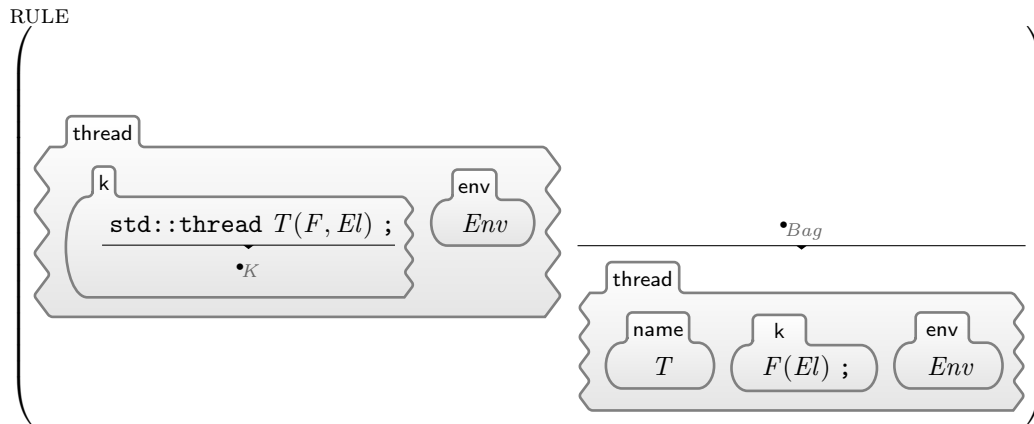 RULE
thread
k
std::thread T(F, El) ;
•K
env
Env
•Bag
thread
name
T
k
F(El) ;
env
Env